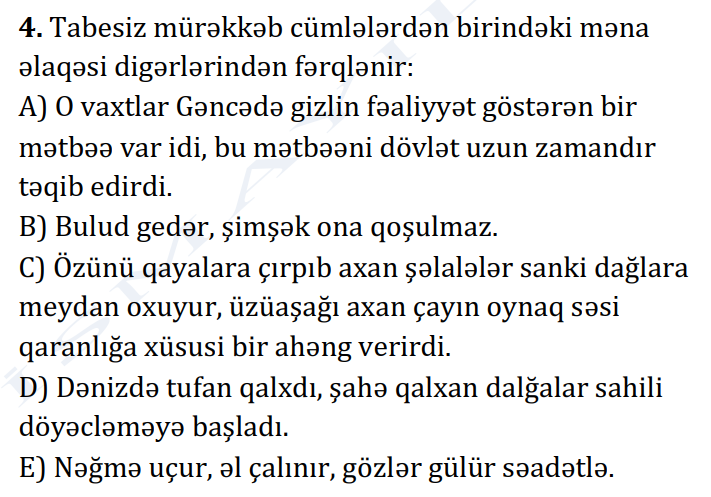 4. Tabesiz mürəkkəb cümlələrdən birindəki məna
əlaqəsi digərlərindən fərqlənir:
A) O vaxtlar Gəncədə gizlin fəaliyyət göstərən bir
mətbəə var idi, bu mətbəəni dövlət uzun zamandır
təqib edirdi.
B) Bulud gedər, şimşək ona qoşulmaz.
C) Özünü qayalara çırpıb axan şəlalələr sanki dağlara
meydan oxuyur, üzüaşağı axan çayın oynaq səsi
qaranlığa xüsusi bir ahəng verirdi.
D) Dənizdə tufan qalxdı, şahə qalxan dalğalar sahili
döyəcləməyə başladı.
E) Nəğmə uçur, əl çalınır, gözlər gülür səadətlə.